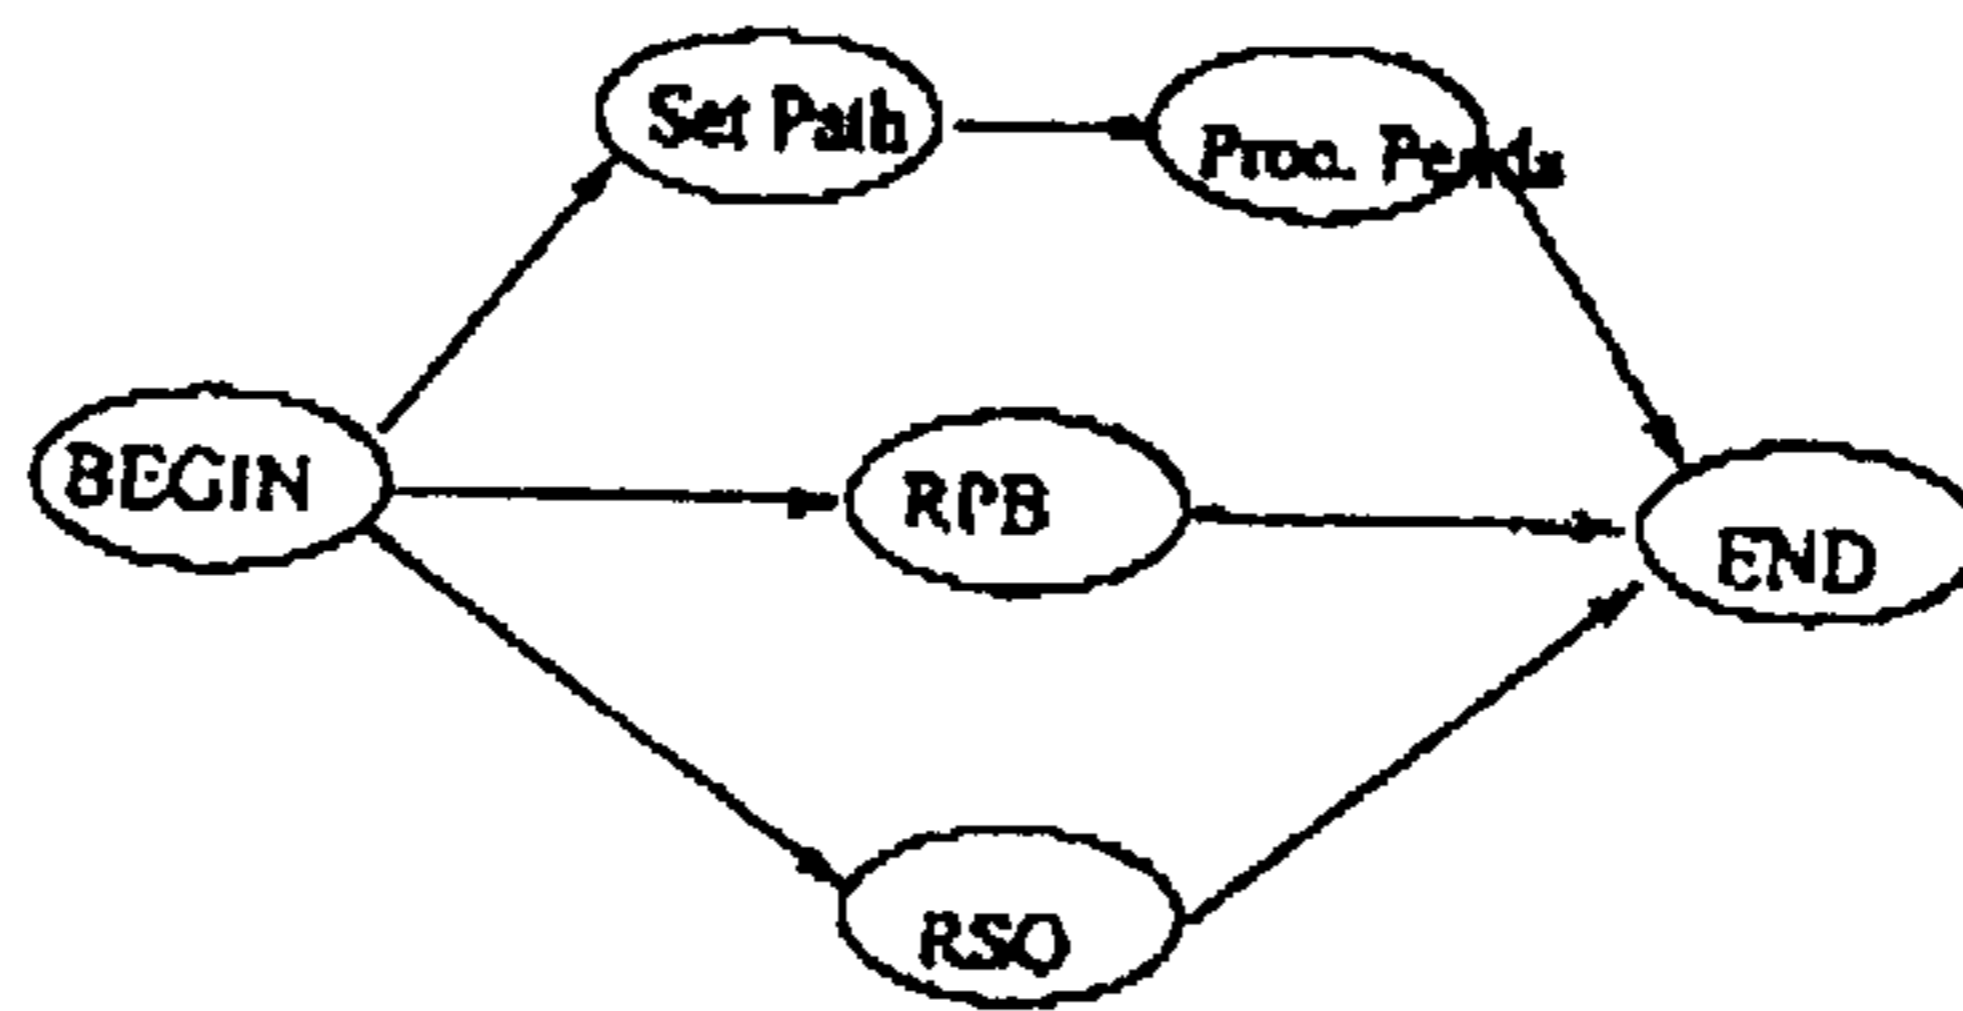 Set Path
Proc. Pends
BEGIN
RPB
END
RSO